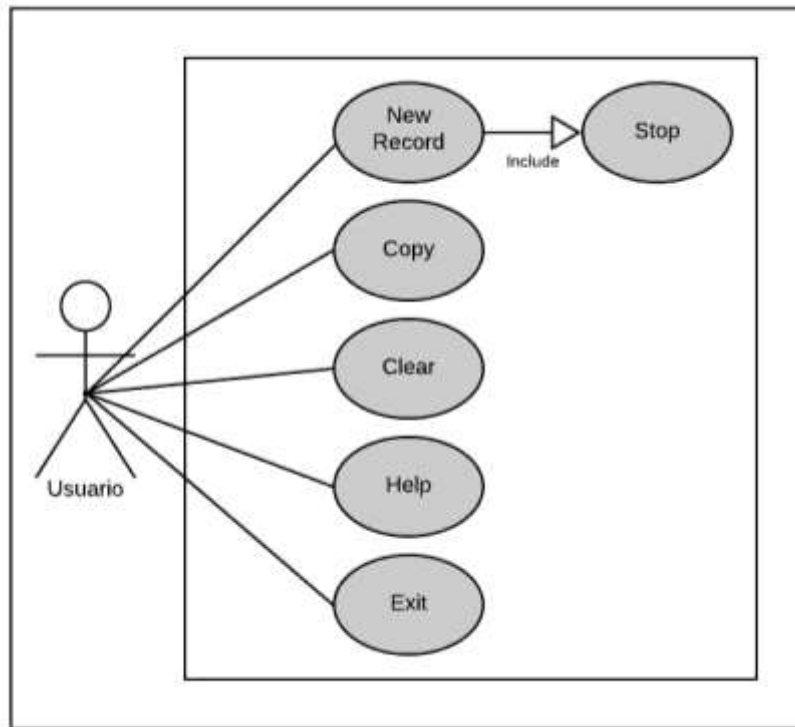 New
Record
Include
Stop
Copy
Clear
Help
Usuario
Exit